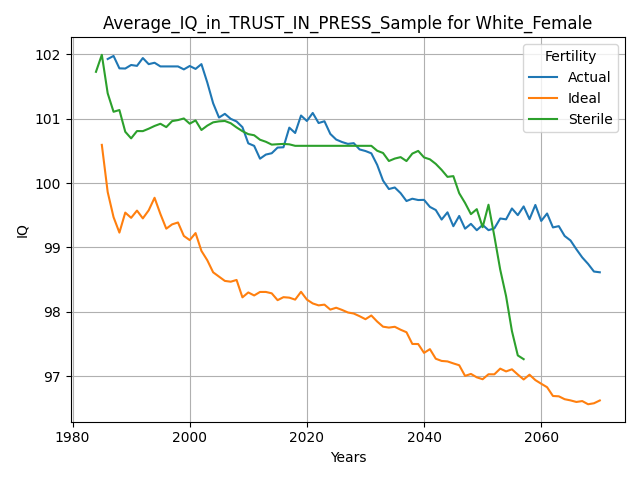 Average_IQ_in_TRUST_IN_PRESS_Sample for White_Female
Fertility
Actual
Ideal
Sterile
102
101
100
99
98
97
IQ
1980
2000
2020
2040
2060
Years